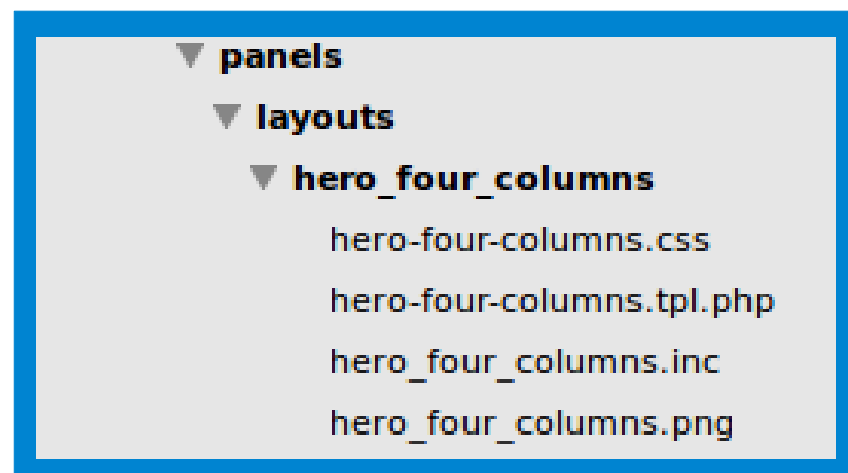 panels
layouts
hero_four_columns
hero-four-columns.css
hero-four-columns.tpl.php
hero_four_columns.inc
hero_four_columns.png